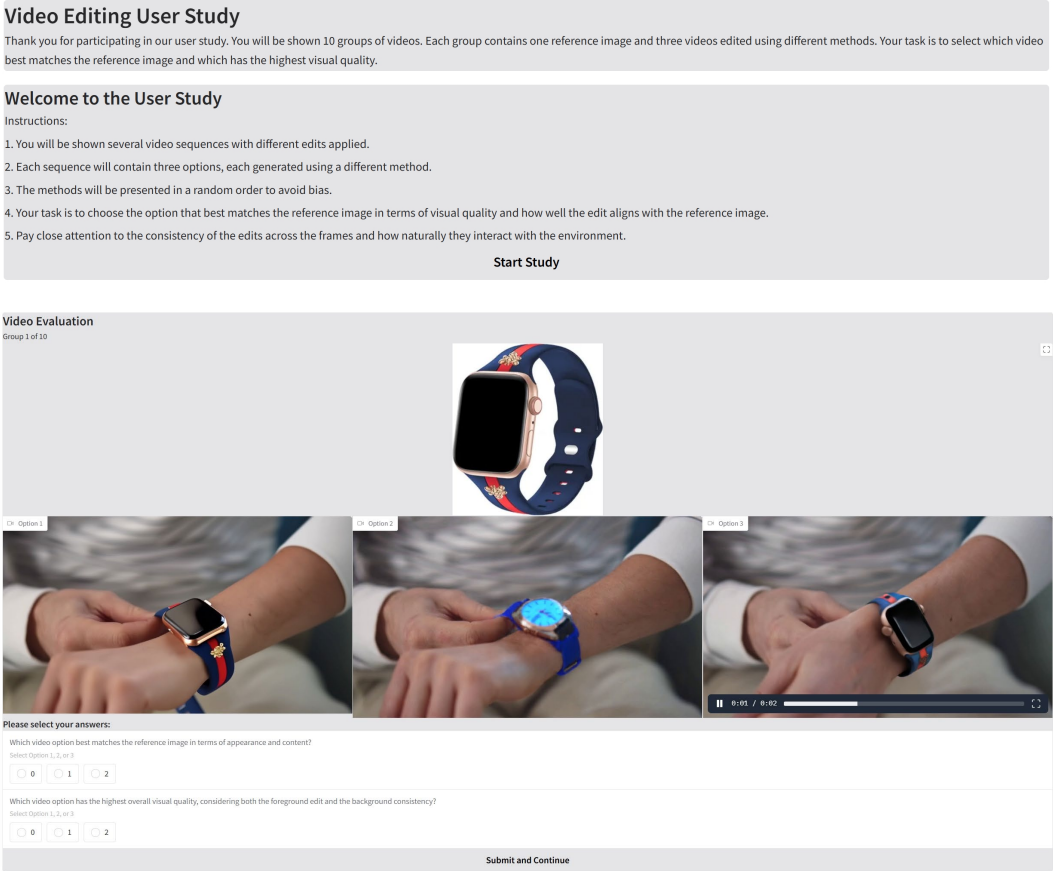 Video Editing User Study
Thank you for participating in our user study. You will be shown 10 groups of videos. Each group contains one reference image and three videos edited using different methods. Your task is to select which video
best matches the reference image and which has the highest visual quality.
Welcome to the User Study
Instructions:
1. You will be shown several video sequences with different edits applied.
2. Each sequence will contain three options, each generated using a different method.
3. The methods will be presented in a random order to avoid bias.
4. Your task is to choose the option that best matches the reference image in terms of visual quality and how well the edit aligns with the reference image.
5. Pay close attention to the consistency of the edits across the frames and how naturally they interact with the environment.
Start Study
Video Evaluation
Group 1 of 10
Option 1
Option 2
Option 3
0:01 / 0:02
Please select your answers:
Which video option best matches the reference image in terms of appearance and content?
Select Option 1, 2, or 3
0 1 2
Which video option has the highest overall visual quality, considering both the foreground edit and the background consistency?
Select Option 1, 2, or 3
0 1 2
Submit and Continue